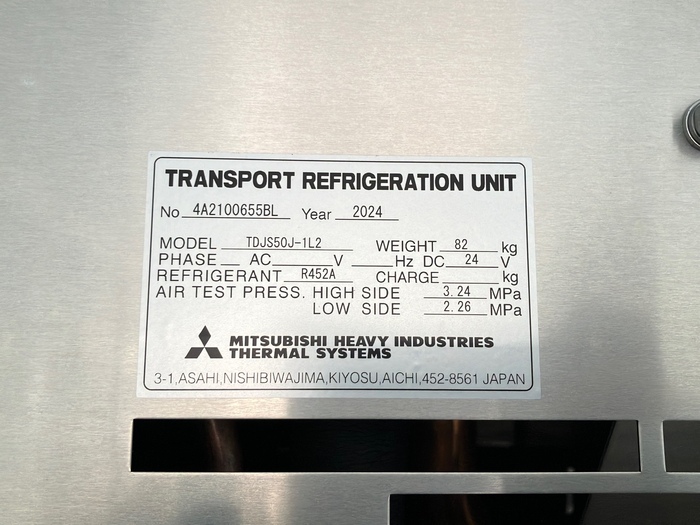 TRANSPORT REFRIGERATION UNIT
No 4A2100655BL Year 2024
MODEL TDJS50J-1L2 WEIGHT 82 kg
PHASE AC V Hz DC 24 V
REFRIGERANT R452A CHARGE kg
AIR TEST PRESS. HIGH SIDE 3.24 MPa
LOW SIDE 2.26 MPa
MITSUBISHI HEAVY INDUSTRIES
THERMAL SYSTEMS
3-1,ASAHI,NISHIBIWAJIMA,KIYOSU,AICHI,452-8561 JAPAN